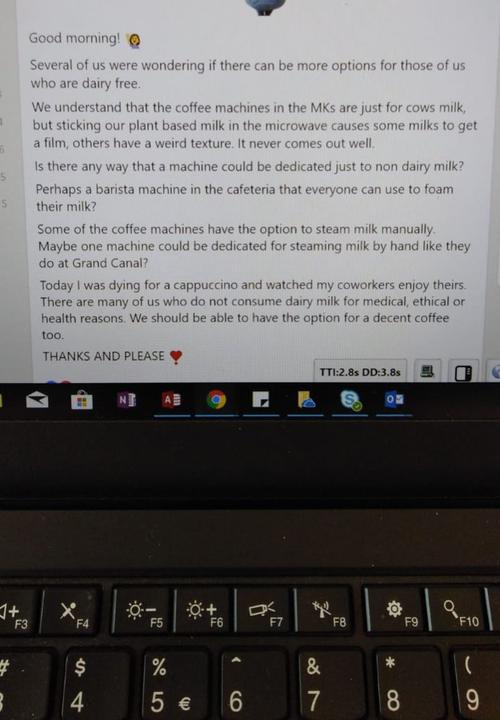 Good morning! 🙋
Several of us were wondering if there can be more options for those of us
who are dairy free.
We understand that the coffee machines in the MKs are just for cows milk,
but sticking our plant based milk in the microwave causes some milks to get
a film, others have a weird texture. It never comes out well.
Is there any way that a machine could be dedicated just to non dairy milk?
Perhaps a barista machine in the cafeteria that everyone can use to foam
their milk?
Some of the coffee machines have the option to steam milk manually.
Maybe one machine could be dedicated for steaming milk by hand like they
do at Grand Canal?
Today I was dying for a cappuccino and watched my coworkers enjoy theirs.
There are many of us who do not consume dairy milk for medical, ethical or
health reasons. We should be able to have the option for a decent coffee
too.
THANKS AND PLEASE ❣
TTI:2.8s DD:3.8s
F3 F4 F5 F6 F7 F8 F9 F10
# $ % ^ & * (
3 4 5 € 6 7 8 9